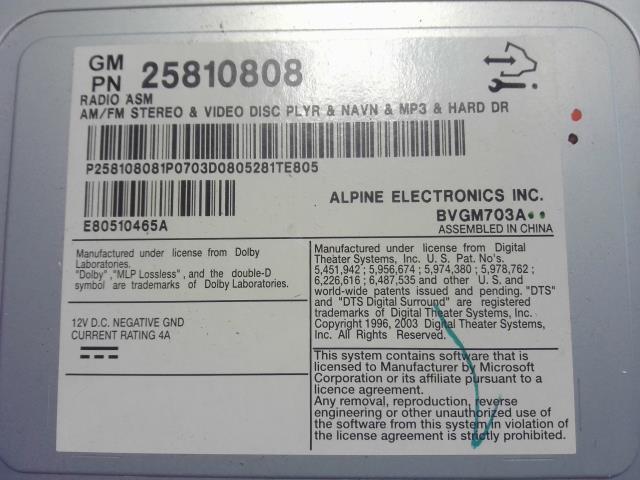 GM
PN 25810808
RADIO ASM
AM/FM STEREO & VIDEO DISC PLYR & NAVN & MP3 & HARD DR
P258108081P0703D0805281TE805
E80510465A
ALPINE ELECTRONICS INC.
BVGM703A
ASSEMBLED IN CHINA
Manufactured under license from Dolby
Laboratories.
"Dolby","MLP Lossless", and the double-D
symbol are trademarks of Dolby Laboratories.
12V D.C. NEGATIVE GND
CURRENT RATING 4A
Manufactured under license from Digital
Theater Systems, Inc. U.S. Pat. No's.
5,451,942 ; 5,956,674 ; 5,974,380 ; 5,978,762 ;
6,226,616 ; 6,487,535 and other U.S. and
world-wide patents issued and pending. "DTS"
and "DTS Digital Surround" are registered
trademarks of Digital Theater Systems, Inc.
Copyright 1996, 2003 Digital Theater Systems,
Inc. All Rights Reserved.
This system contains software that is
licensed to Manufacturer by Microsoft
Corporation or its affiliate pursuant to a
licence agreement.
Any removal, reproduction, reverse
engineering or other unauthorized use of
the software from this system in violation of
the license agreement is strictly prohibited.